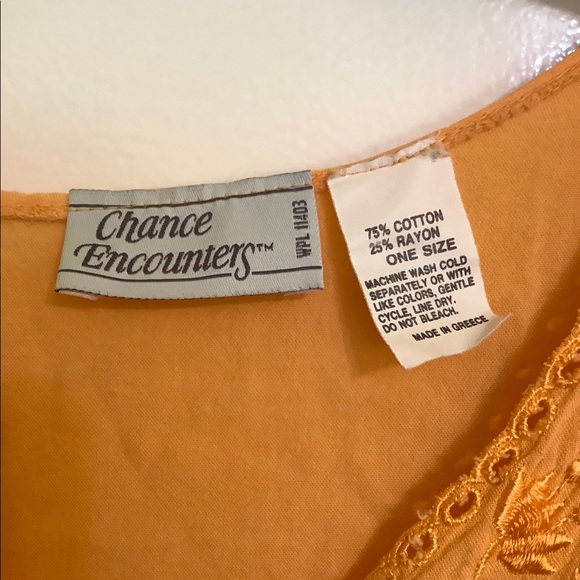 Chance
Encounters™
WPL 11403
75% COTTON
25% RAYON
ONE SIZE
MACHINE WASH COLD
SEPARATELY OR WITH
LIKE COLORS, GENTLE
CYCLE, LINE DRY.
DO NOT BLEACH.
MADE IN GREECE